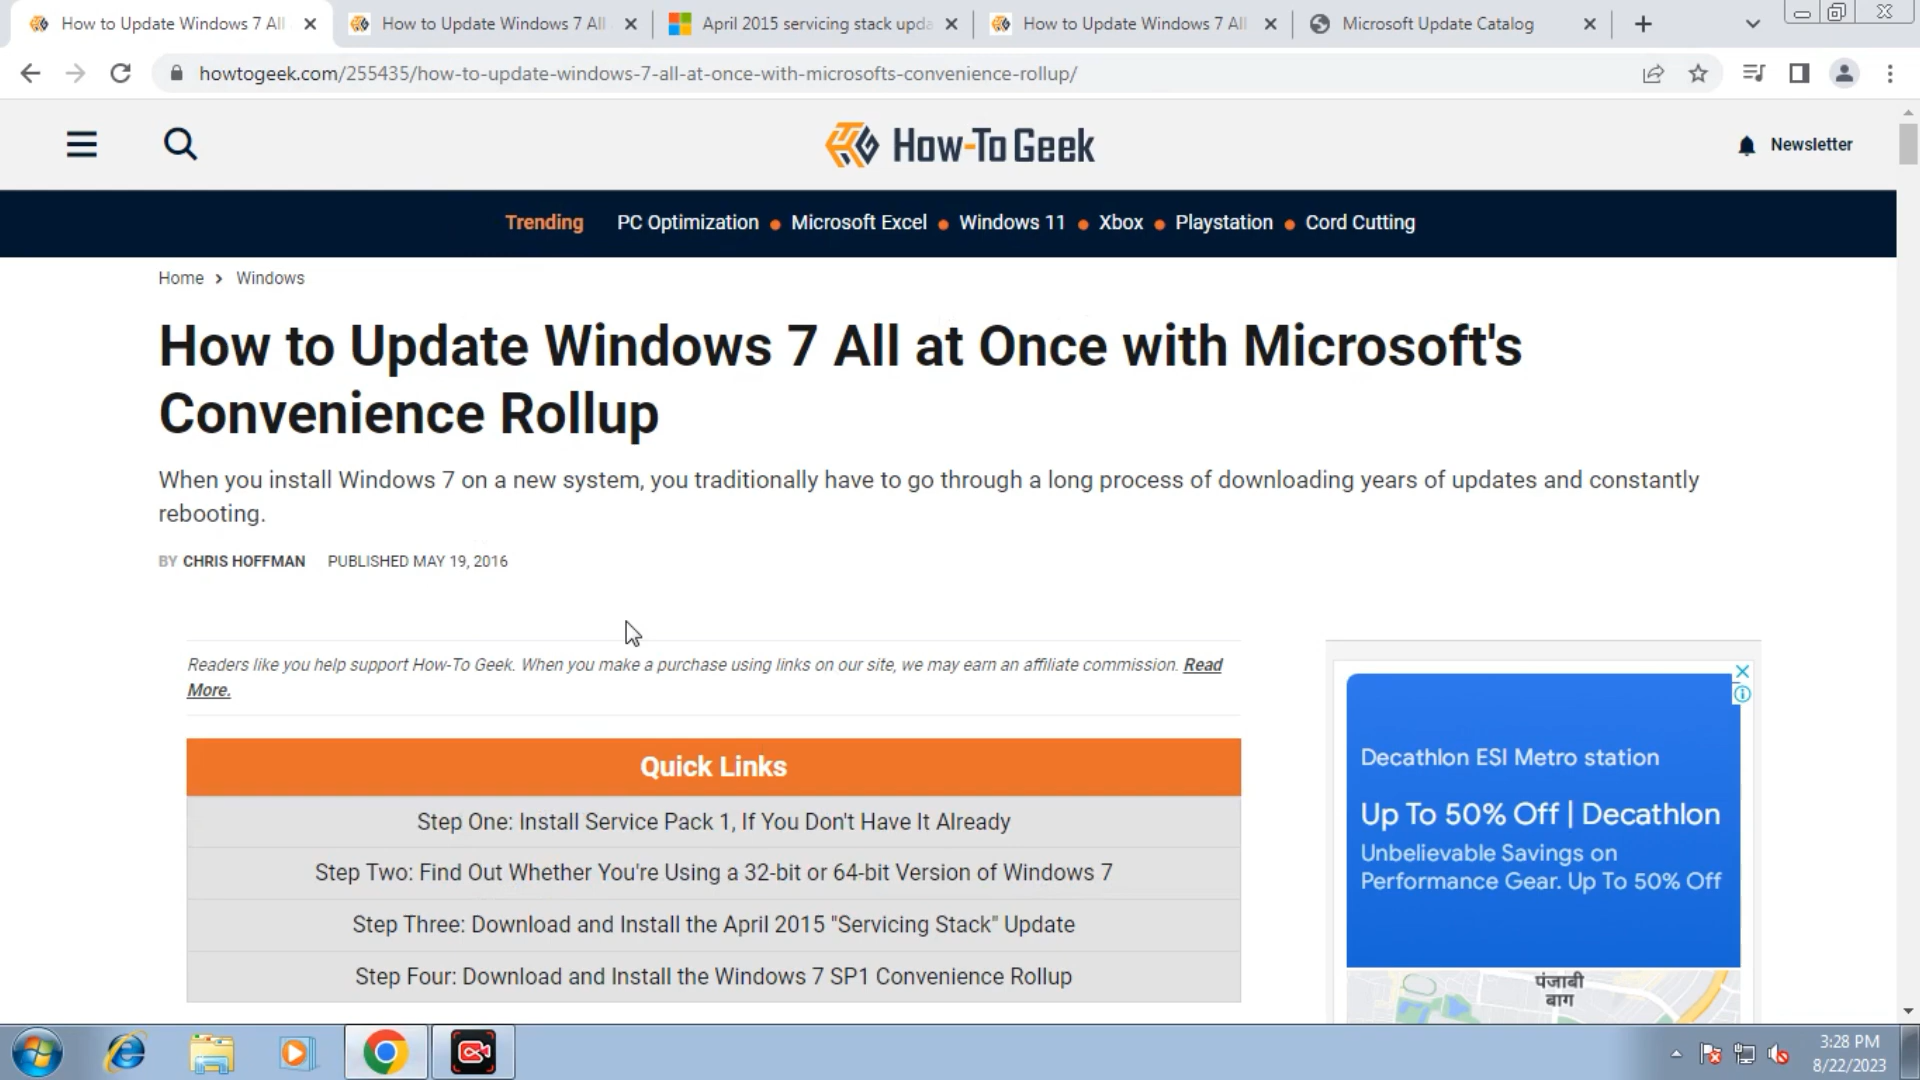 How to Update Windows 7 All
How to Update Windows 7 All
April 2015 servicing stack upda
How to Update Windows 7 All
Microsoft Update Catalog
howtogeek.com/255435/how-to-update-windows-7-all-at-once-with-microsofts-convenience-rollup/
How-To Geek
Newsletter
Trending PC Optimization Microsoft Excel Windows 11 Xbox Playstation Cord Cutting
Home > Windows
How to Update Windows 7 All at Once with Microsoft's
Convenience Rollup
When you install Windows 7 on a new system, you traditionally have to go through a long process of downloading years of updates and constantly
rebooting.
BY CHRIS HOFFMAN PUBLISHED MAY 19, 2016
Readers like you help support How-To Geek. When you make a purchase using links on our site, we may earn an affiliate commission. Read
More.
Quick Links
Step One: Install Service Pack 1, If You Don't Have It Already
Step Two: Find Out Whether You're Using a 32-bit or 64-bit Version of Windows 7
Step Three: Download and Install the April 2015 "Servicing Stack" Update
Step Four: Download and Install the Windows 7 SP1 Convenience Rollup
Decathlon ESI Metro station
Up To 50% Off | Decathlon
Unbelievable Savings on
Performance Gear. Up To 50% Off
पंजाबी
बाग
3:28 PM
8/22/2023